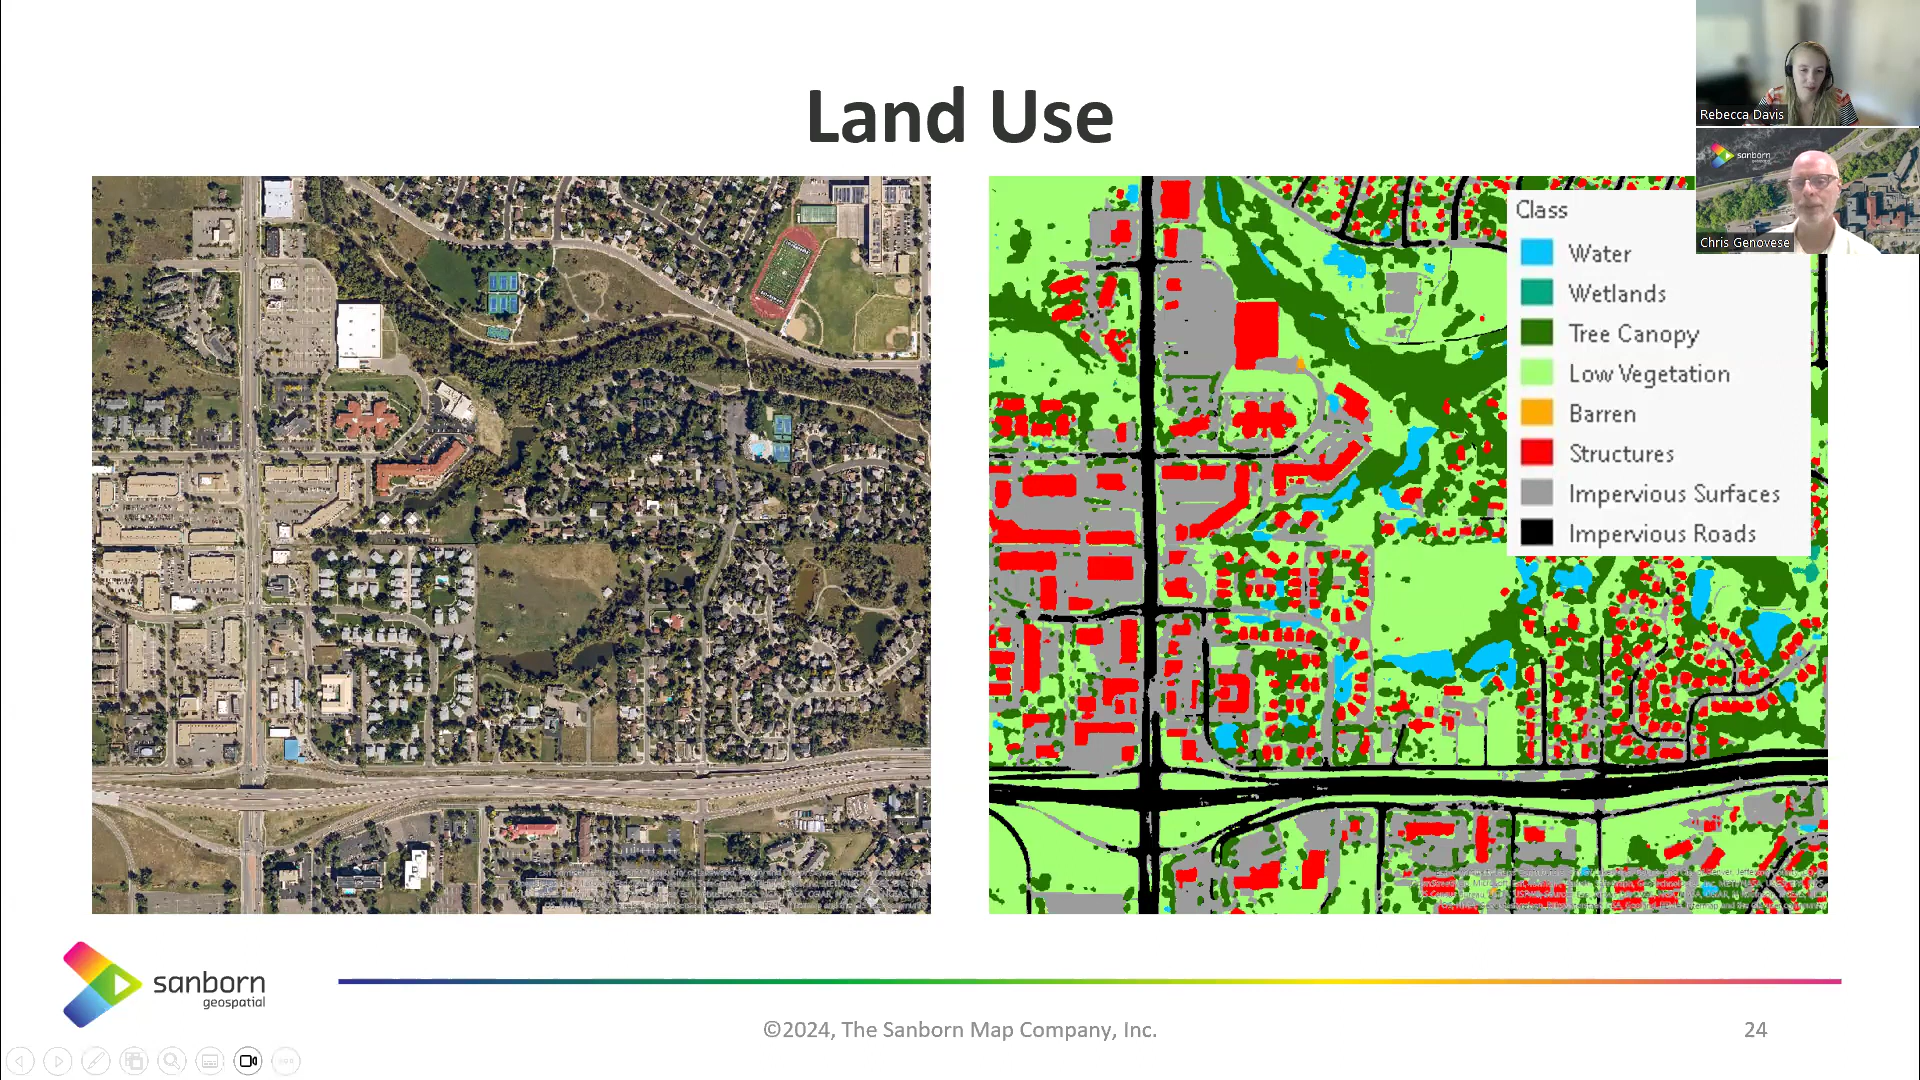 Land Use
Rebecca Davis
sanborn
Chris Genovese
Class
Water
Wetlands
Tree Canopy
Low Vegetation
Barren
Structures
Impervious Surfaces
Impervious Roads
sanborn
geospatial
©2024, The Sanborn Map Company, Inc.
24